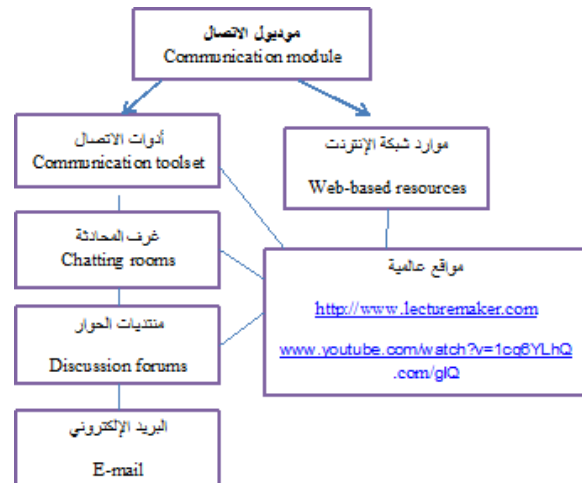 موديول الاتصال
Communication module
أدوات الاتصال
Communication toolset
موارد شبكة الإنترنت
Web-based resources
غرف المحادثة
Chatting rooms
منتديات الحوار
Discussion forums
البريد الإلكتروني
E-mail
مواقع عالمية
http://www.lecturemaker.com
www.youtube.com/watch?v=1cq6YLhQ
.com/gIQ